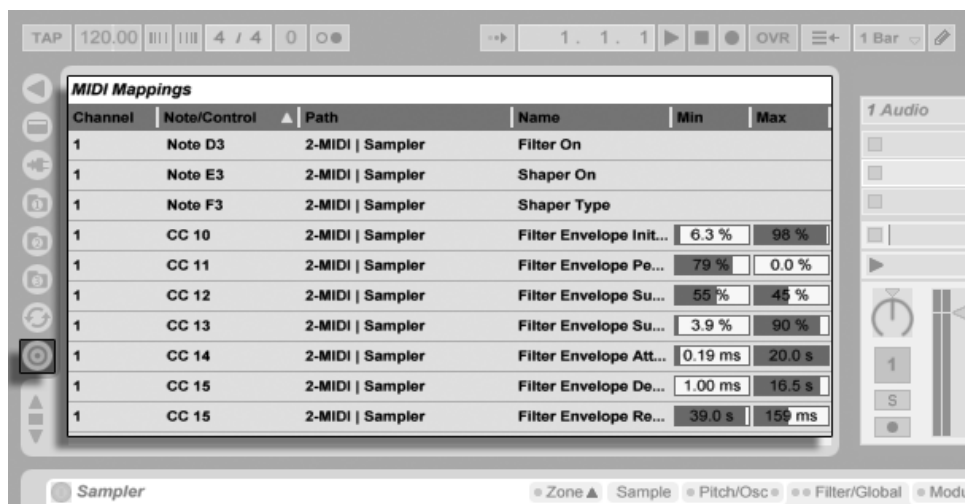 TAP 120.00 4 / 4 0 1. 1. 1 OVR 1 Bar
MIDI Mappings
Channel Note/Control Path Name Min Max
1 Note D3 2-MIDI | Sampler Filter On
1 Note E3 2-MIDI | Sampler Shaper On
1 Note F3 2-MIDI | Sampler Shaper Type
1 CC 10 2-MIDI | Sampler Filter Envelope Init... 6.3 % 98 %
1 CC 11 2-MIDI | Sampler Filter Envelope Pe... 79 % 0.0 %
1 CC 12 2-MIDI | Sampler Filter Envelope Su... 55 % 45 %
1 CC 13 2-MIDI | Sampler Filter Envelope Su... 3.9 % 90 %
1 CC 14 2-MIDI | Sampler Filter Envelope Att... 0.19 ms 20.0 s
1 CC 15 2-MIDI | Sampler Filter Envelope De... 1.00 ms 16.5 s
1 CC 15 2-MIDI | Sampler Filter Envelope Re... 39.0 s 159 ms
1
2
3
1 Audio
1
S
Sampler Zone Sample Pitch/Osc Filter/Global Modu